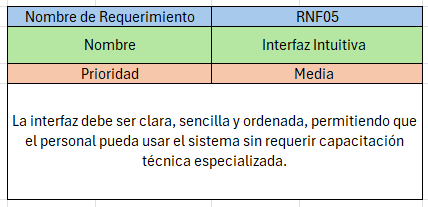 Nombre de Requerimiento RNF05
Nombre Interfaz Intuitiva
Prioridad Media
La interfaz debe ser clara, sencilla y ordenada, permitiendo que
el personal pueda usar el sistema sin requerir capacitación
técnica especializada.